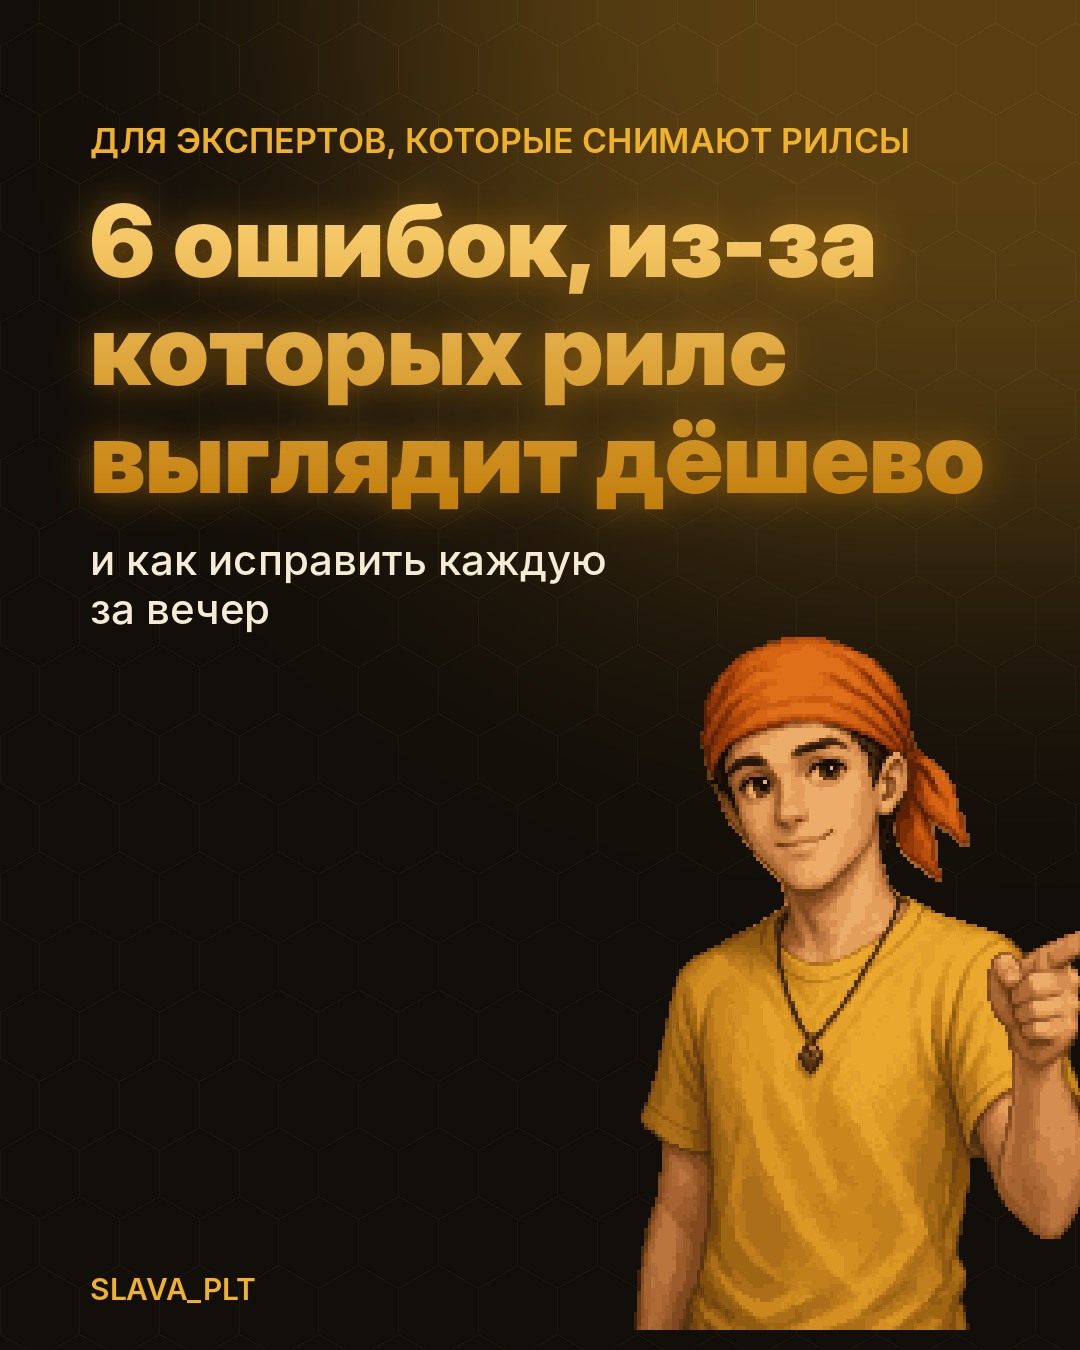 ДЛЯ ЭКСПЕРТОВ, КОТОРЫЕ СНИМАЮТ РИЛСЫ
6 ошибок, из-за
которых рилс
выглядит дёшево
и как исправить каждую
за вечер
SLAVA_PLT